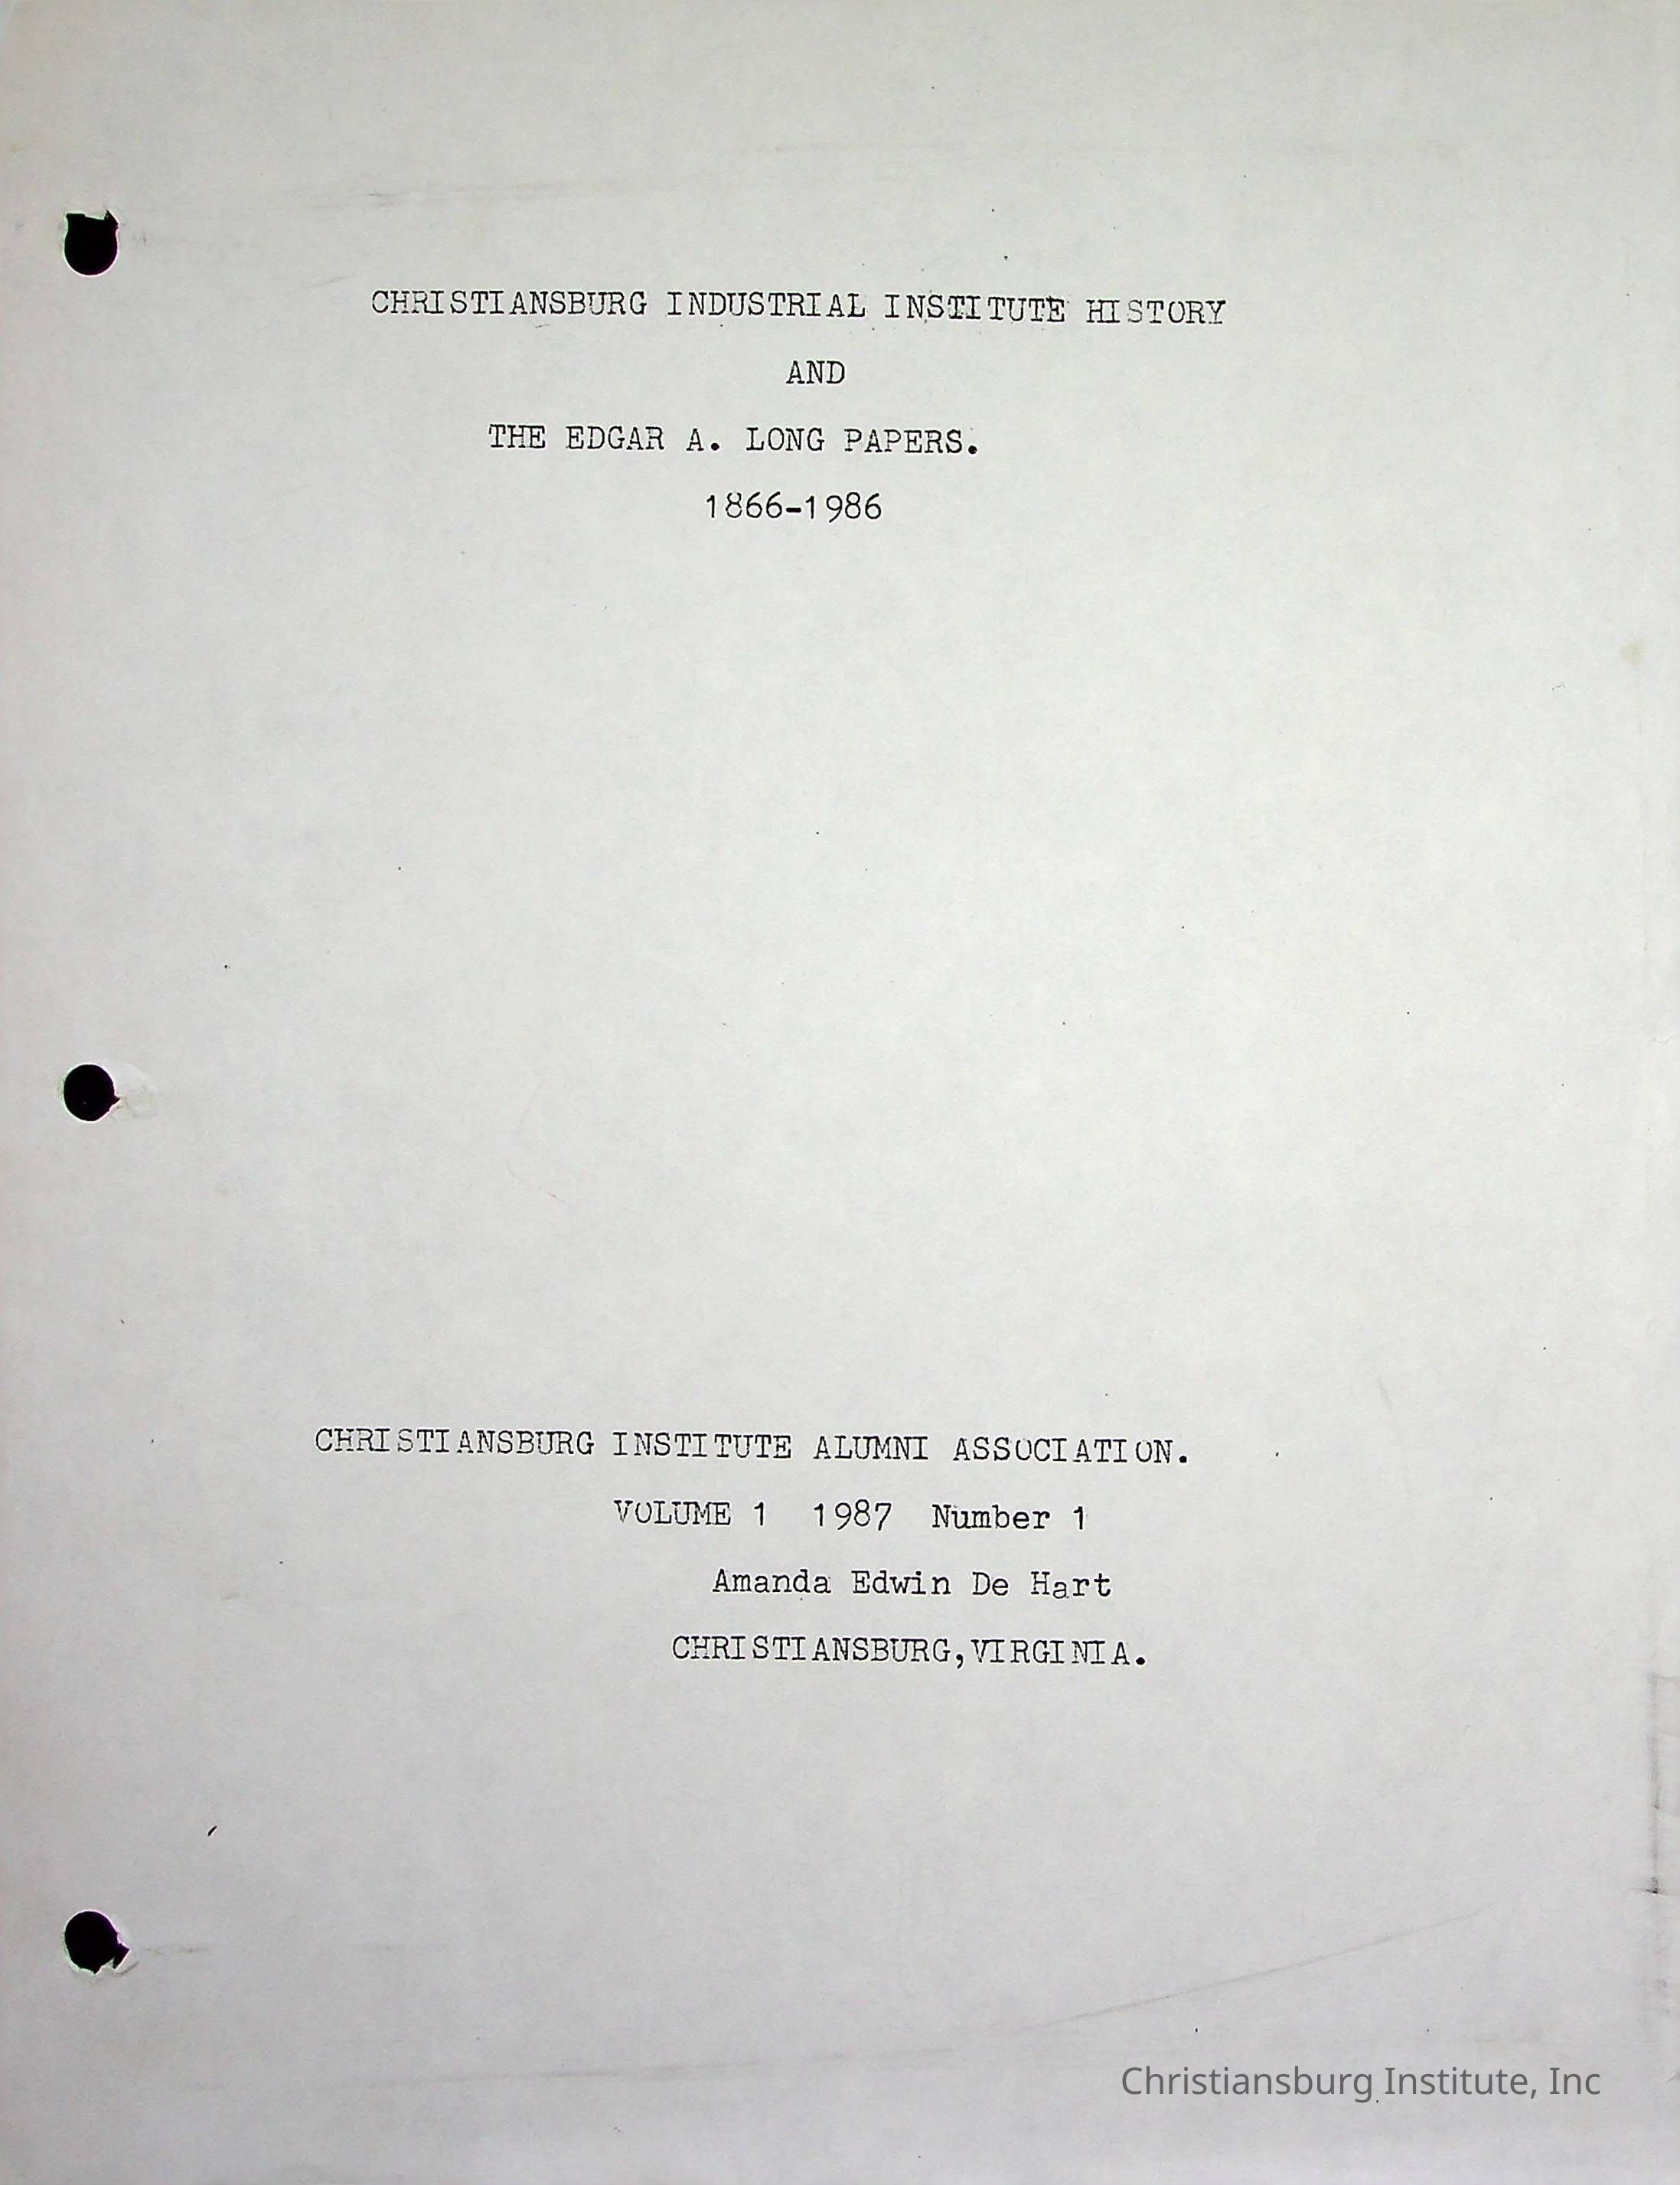 CHRISTIANSBURG INDUSTRIAL INSTITUTE HISTORY
AND
THE EDGAR A. LONG PAPERS.
1866-1986
CHRISTIANSBURG INSTITUTE ALUMNI ASSOCIATION.
VOLUME 1 1987 Number 1
Amanda Edwin De Hart
CHRISTIANSBURG,VIRGINIA.
Christiansburg Institute, Inc